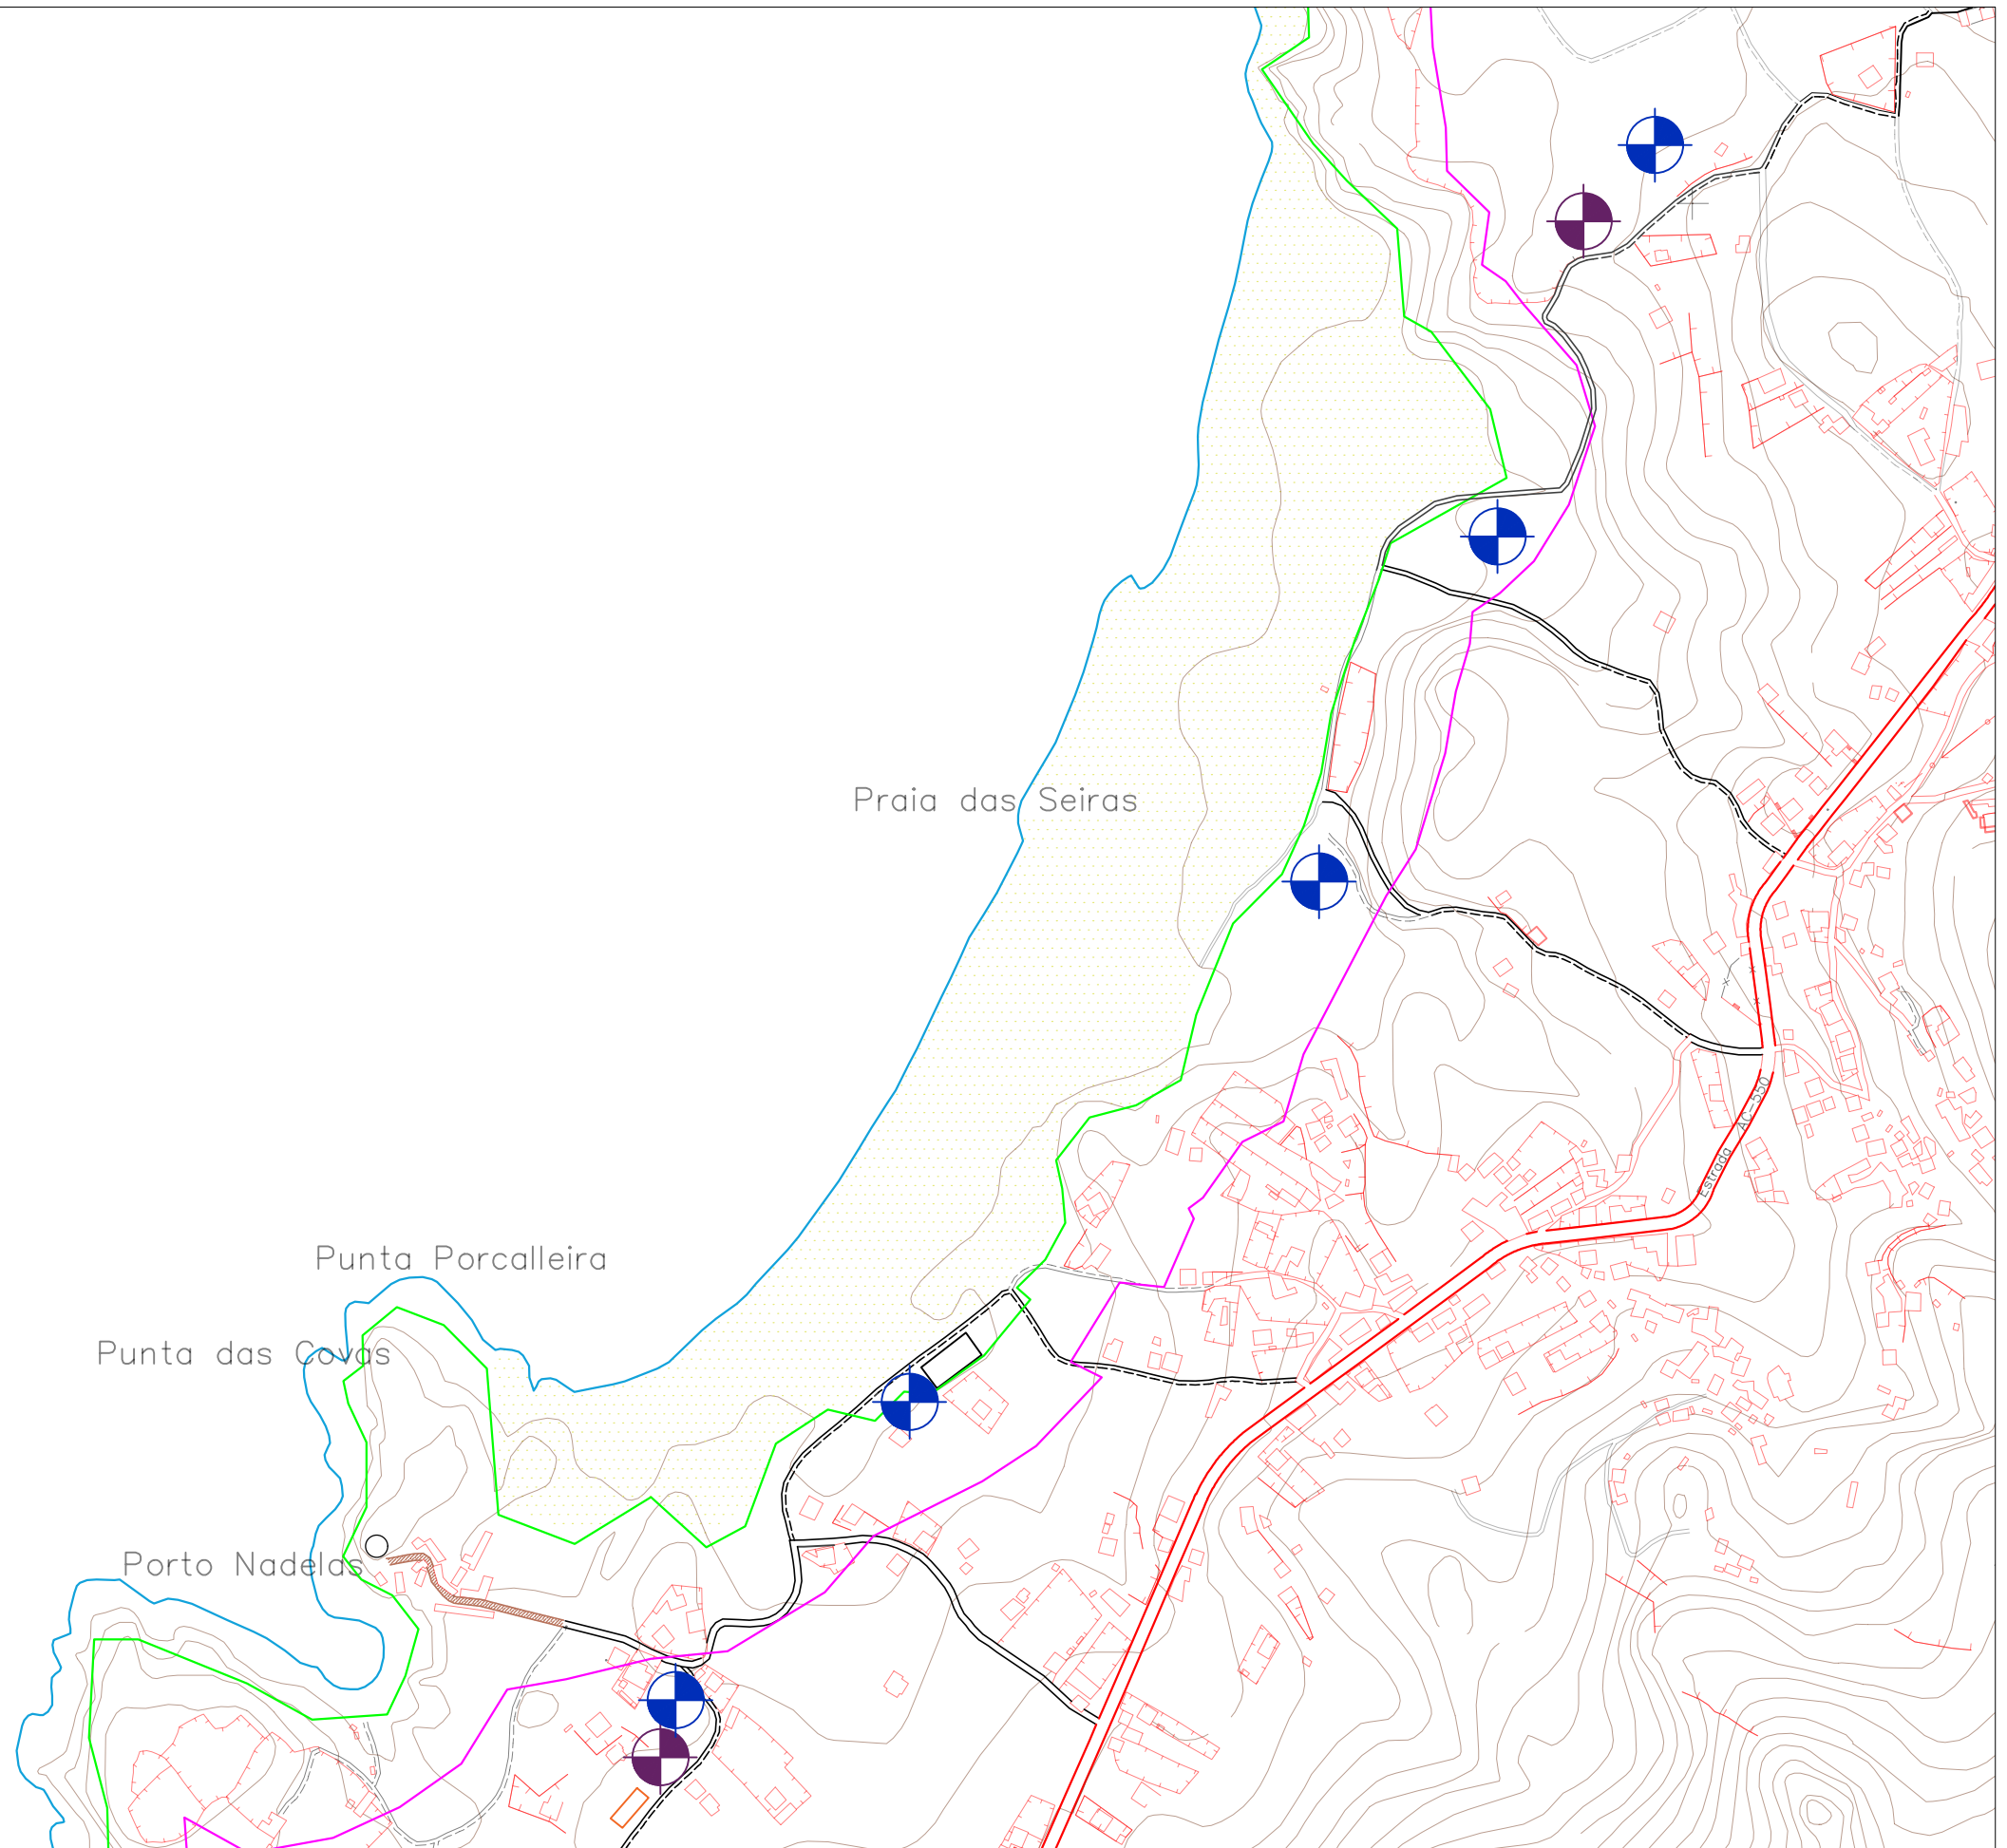 Praia das Seiras
Estrada AC-550
Punta Porcalleira
Punta das Covas
Porto Nadelas